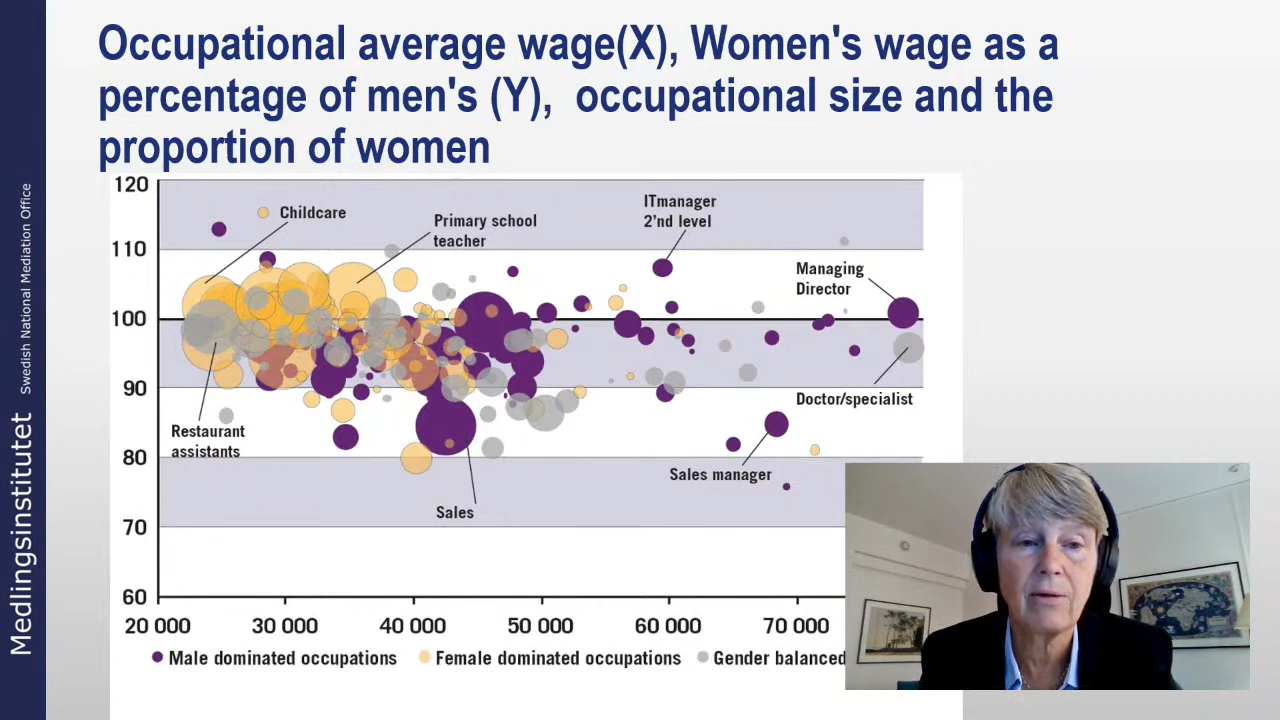 Occupational average wage(X), Women's wage as a
percentage of men's (Y), occupational size and the
proportion of women
Medlingsinstitutet Swedish National Mediation Office
120
110
100
90
80
70
60
20 000 30 000 40 000 50 000 60 000 70 000
Childcare
Primary school
teacher
ITmanager
2'nd level
Managing
Director
Doctor/specialist
Restaurant
assistants
Sales manager
Sales
Male dominated occupations Female dominated occupations Gender balanced